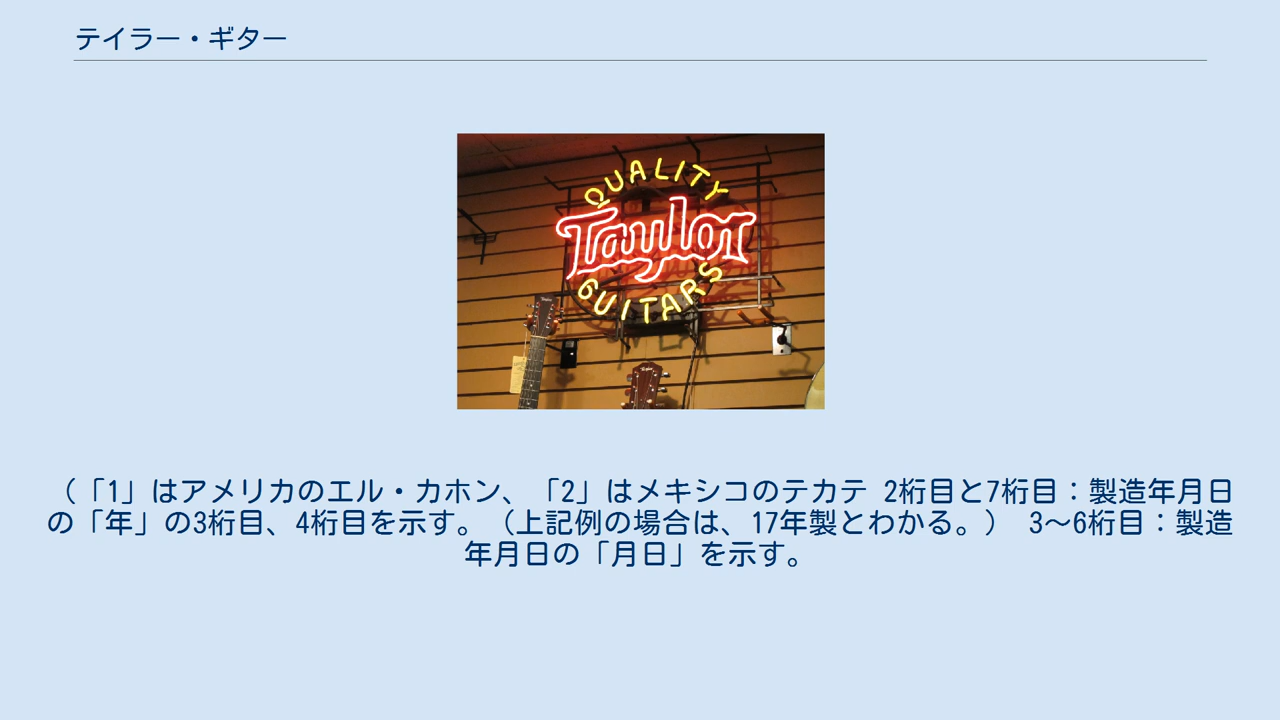 テイラー・ギター
QUALITY
Taylor
GUITARS
（「1」はアメリカのエル・カホン、「2」はメキシコのテカテ 2桁目と7桁目：製造年月日
の「年」の3桁目、4桁目を示す。（上記例の場合は、17年製とわかる。） 3〜6桁目：製造
年月日の「月日」を示す。